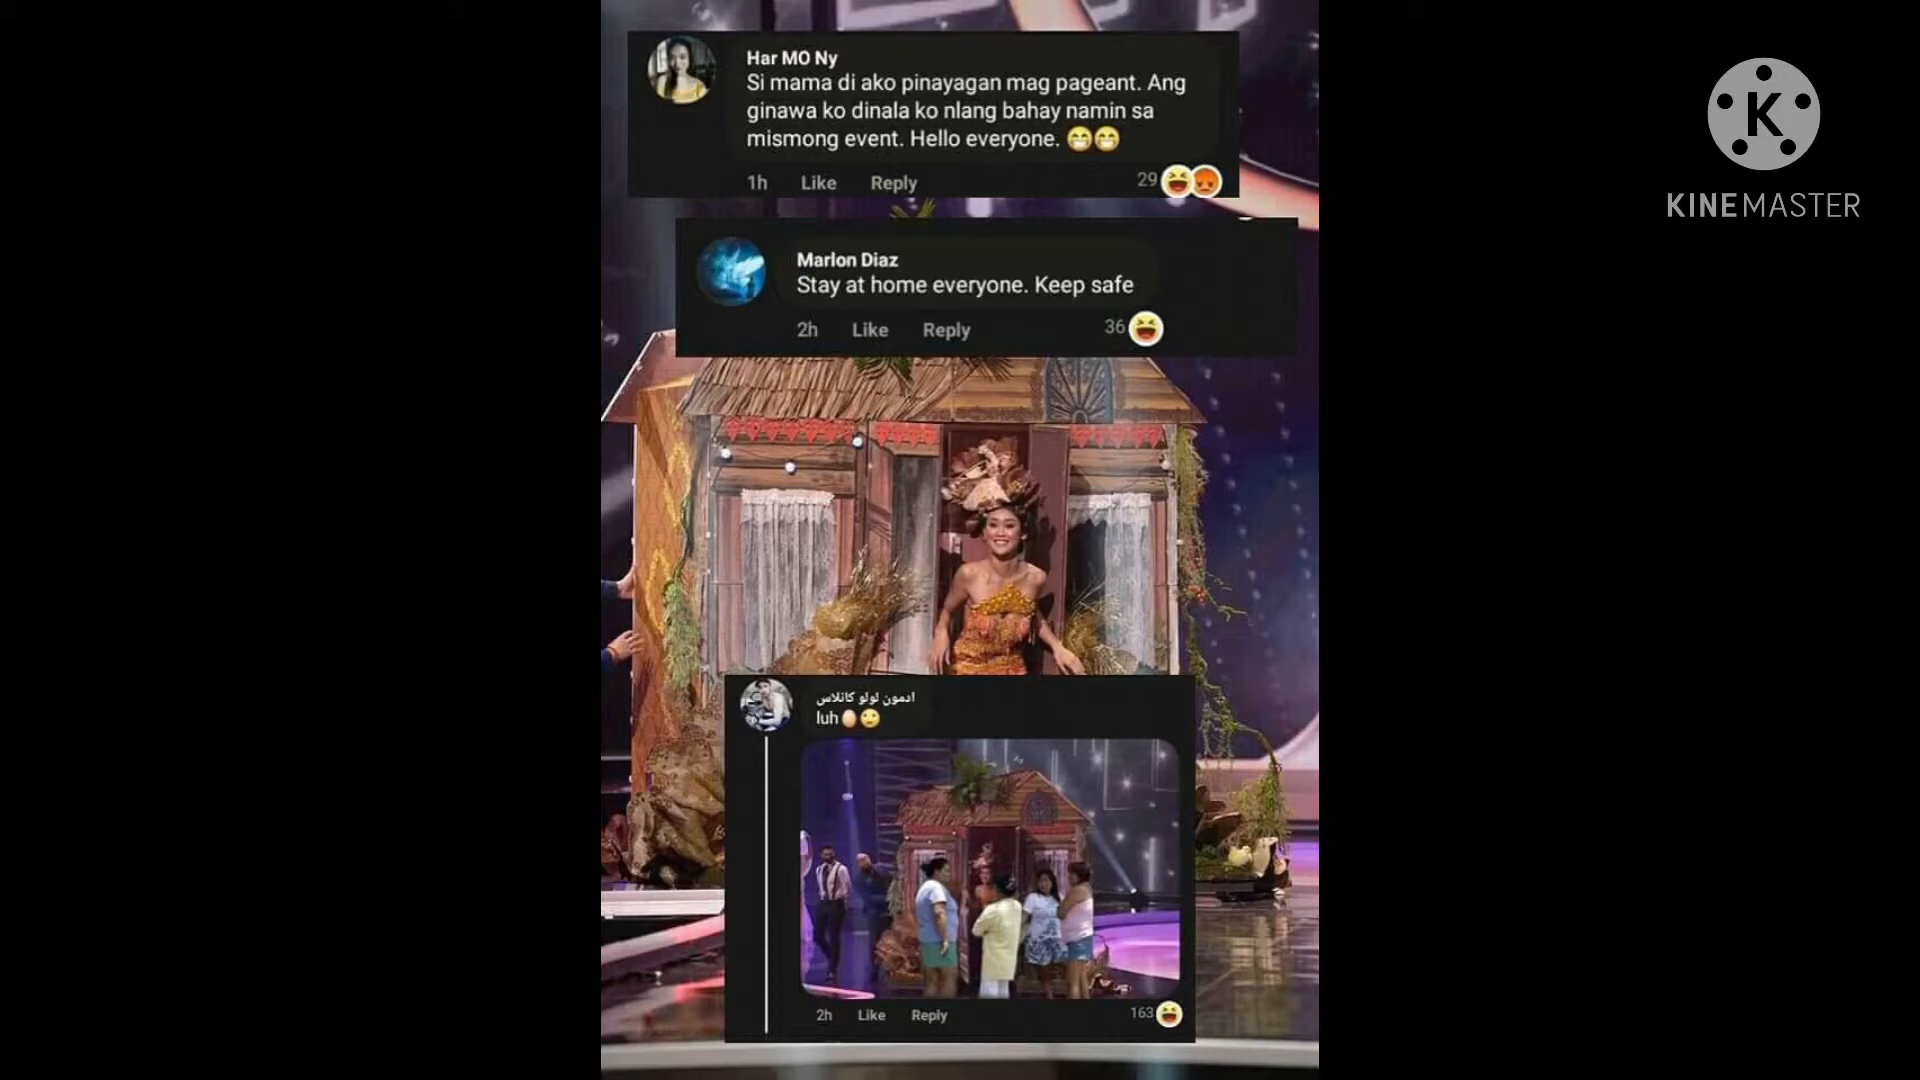 Har MO Ny
Si mama di ako pinayagan mag pageant. Ang
ginawa ko dinala ko nlang bahay namin sa
mismong event. Hello everyone. 😁😁
1h Like Reply 29
Marlon Diaz
Stay at home everyone. Keep safe
2h Like Reply 36
ادمون لولو كانلاس
luh🥚🙄
2h Like Reply 163
K
KINEMASTER